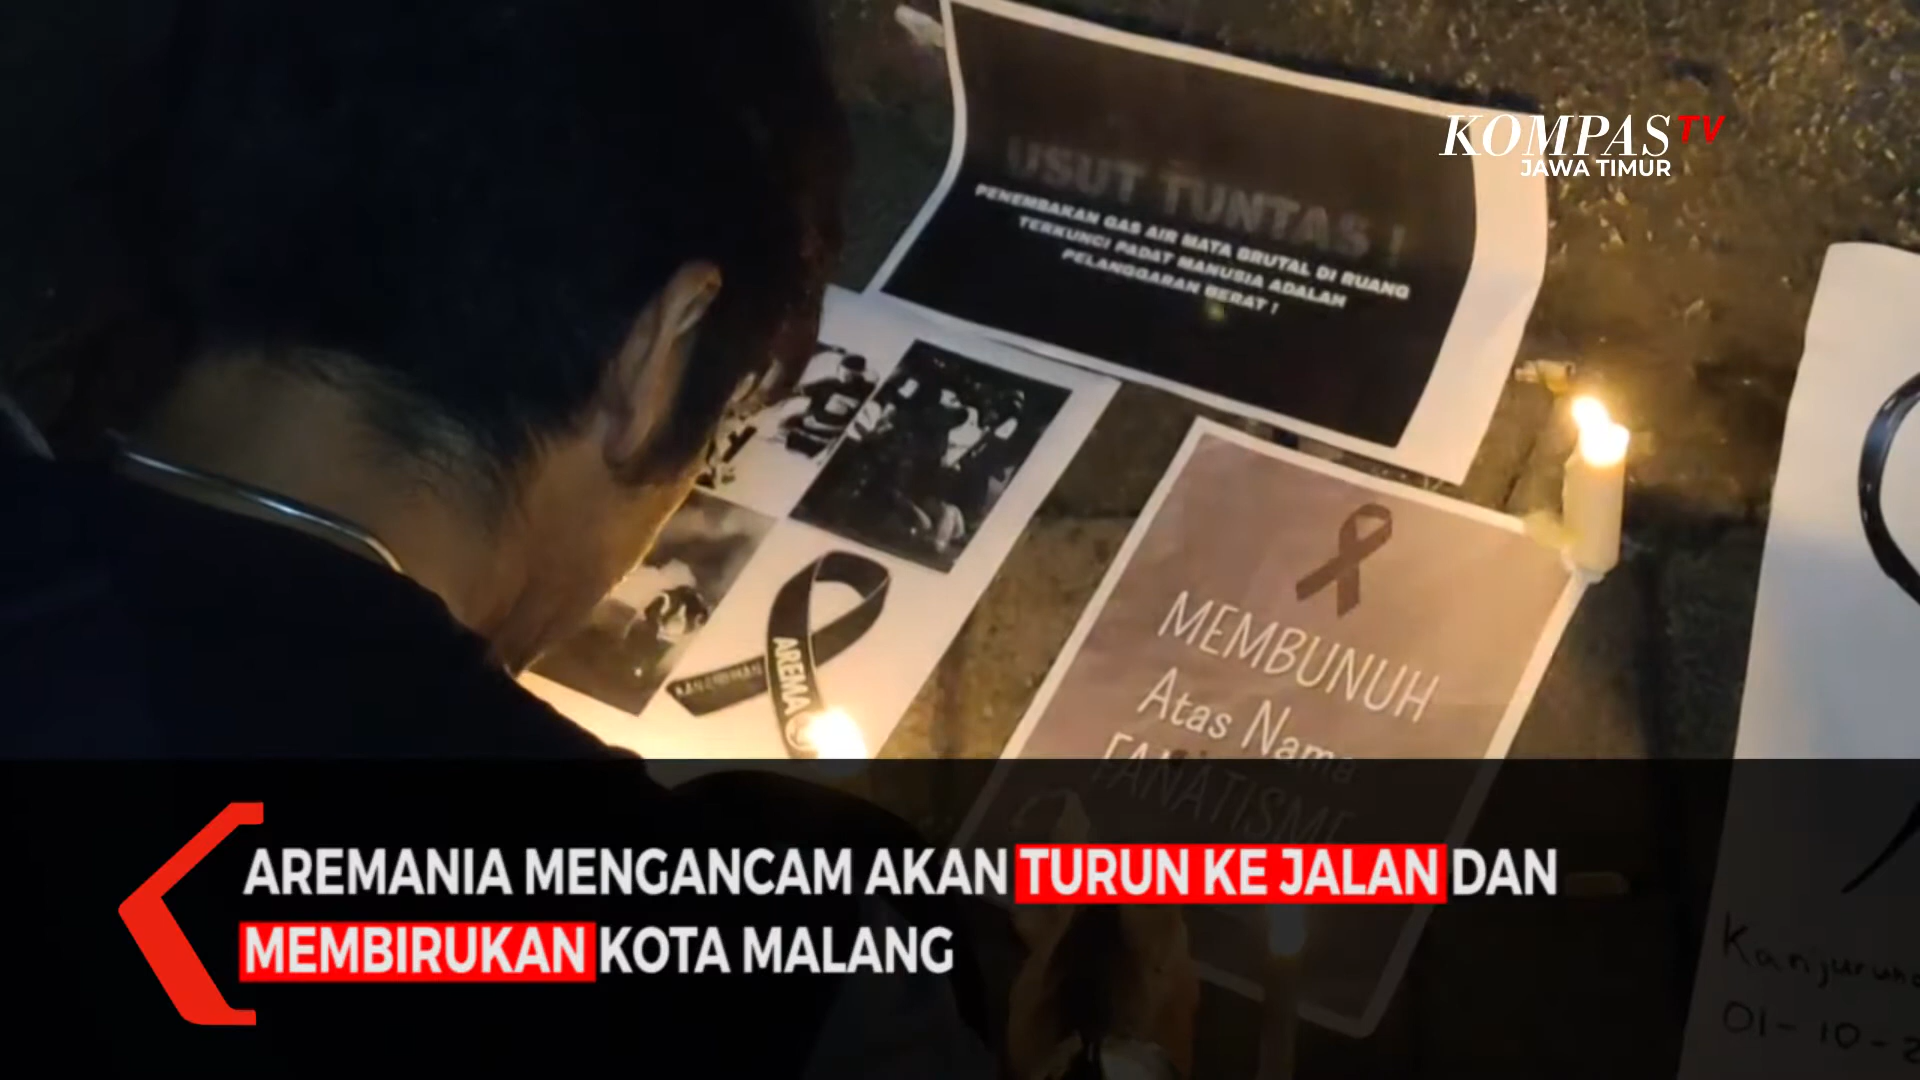 KOMPAS TV
JAWA TIMUR
USUT TUNTAS !
PENEMBAKAN GAS AIR MATA BRUTAL DI RUANG
TERKUNCI PADAT MANUSIA ADALAH
PELANGGARAN BERAT !
AREMA
MEMBUNUH
Atas Nama
FANATISME
AREMANIA MENGANCAM AKAN TURUN KE JALAN DAN
MEMBIRUKAN KOTA MALANG
01-10-2